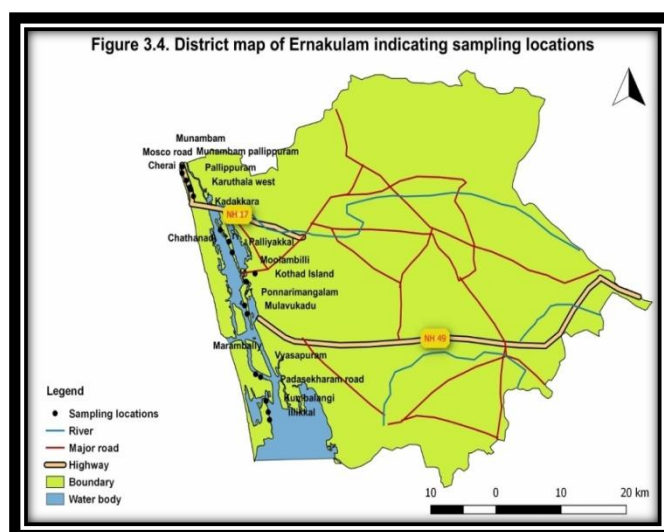 Figure 3.4. District map of Ernakulam indicating sampling locations
Munambam
Mosco road
Munambam pallippuram
Cherai
Pallippuram
Karuthala west
Kadakkara
NH 17
Chathanad
Palliyakkal
Moolambilli
Kothad Island
Ponnarimangalam
Mulavukadu
NH 49
Marambally
Vyasapuram
Padasekharam road
Kumbalangi
Illikkal
Legend
Sampling locations
River
Major road
Highway
Boundary
Water body
10 0 10 20 km